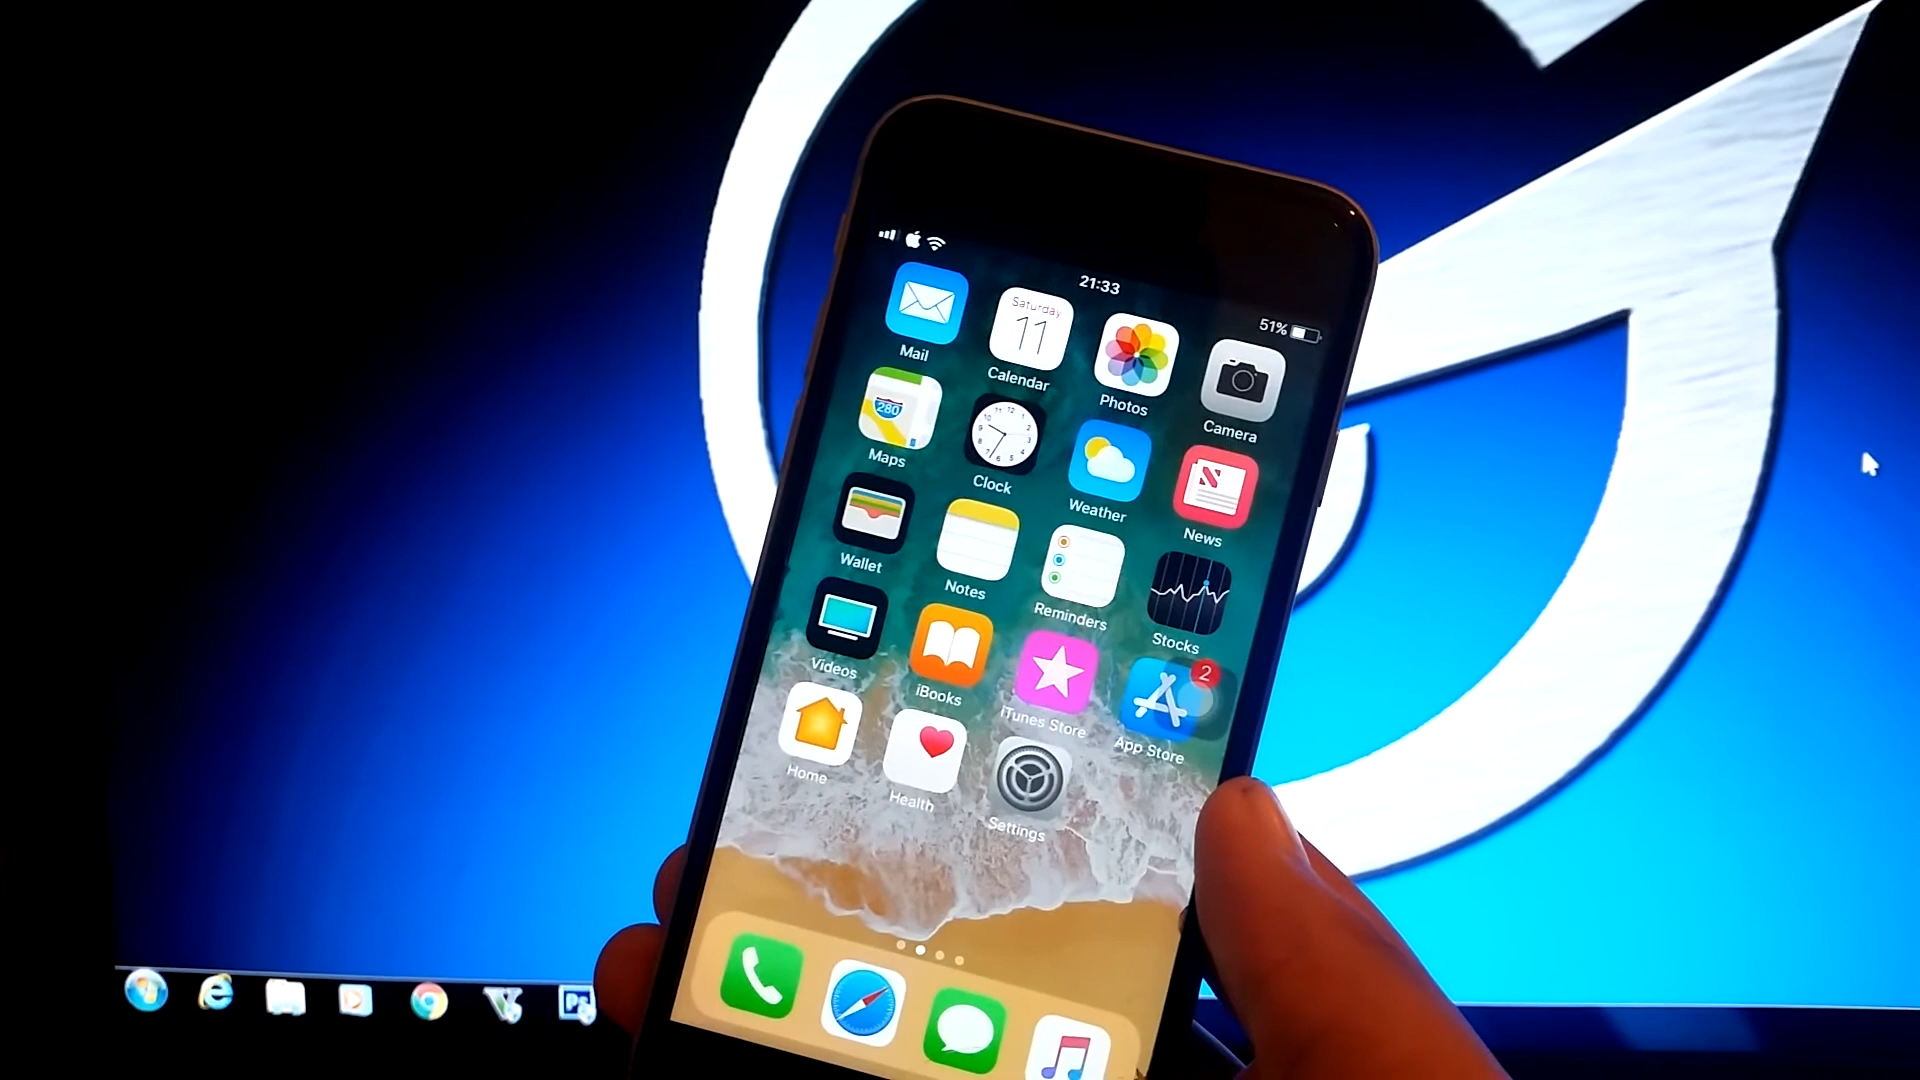 21:33
51%
Mail
Saturday
11
Calendar
Photos
Camera
280
Maps
Clock
Weather
News
Wallet
Notes
Reminders
Stocks
Videos
iBooks
iTunes Store
2
App Store
Home
Health
Settings
Ps